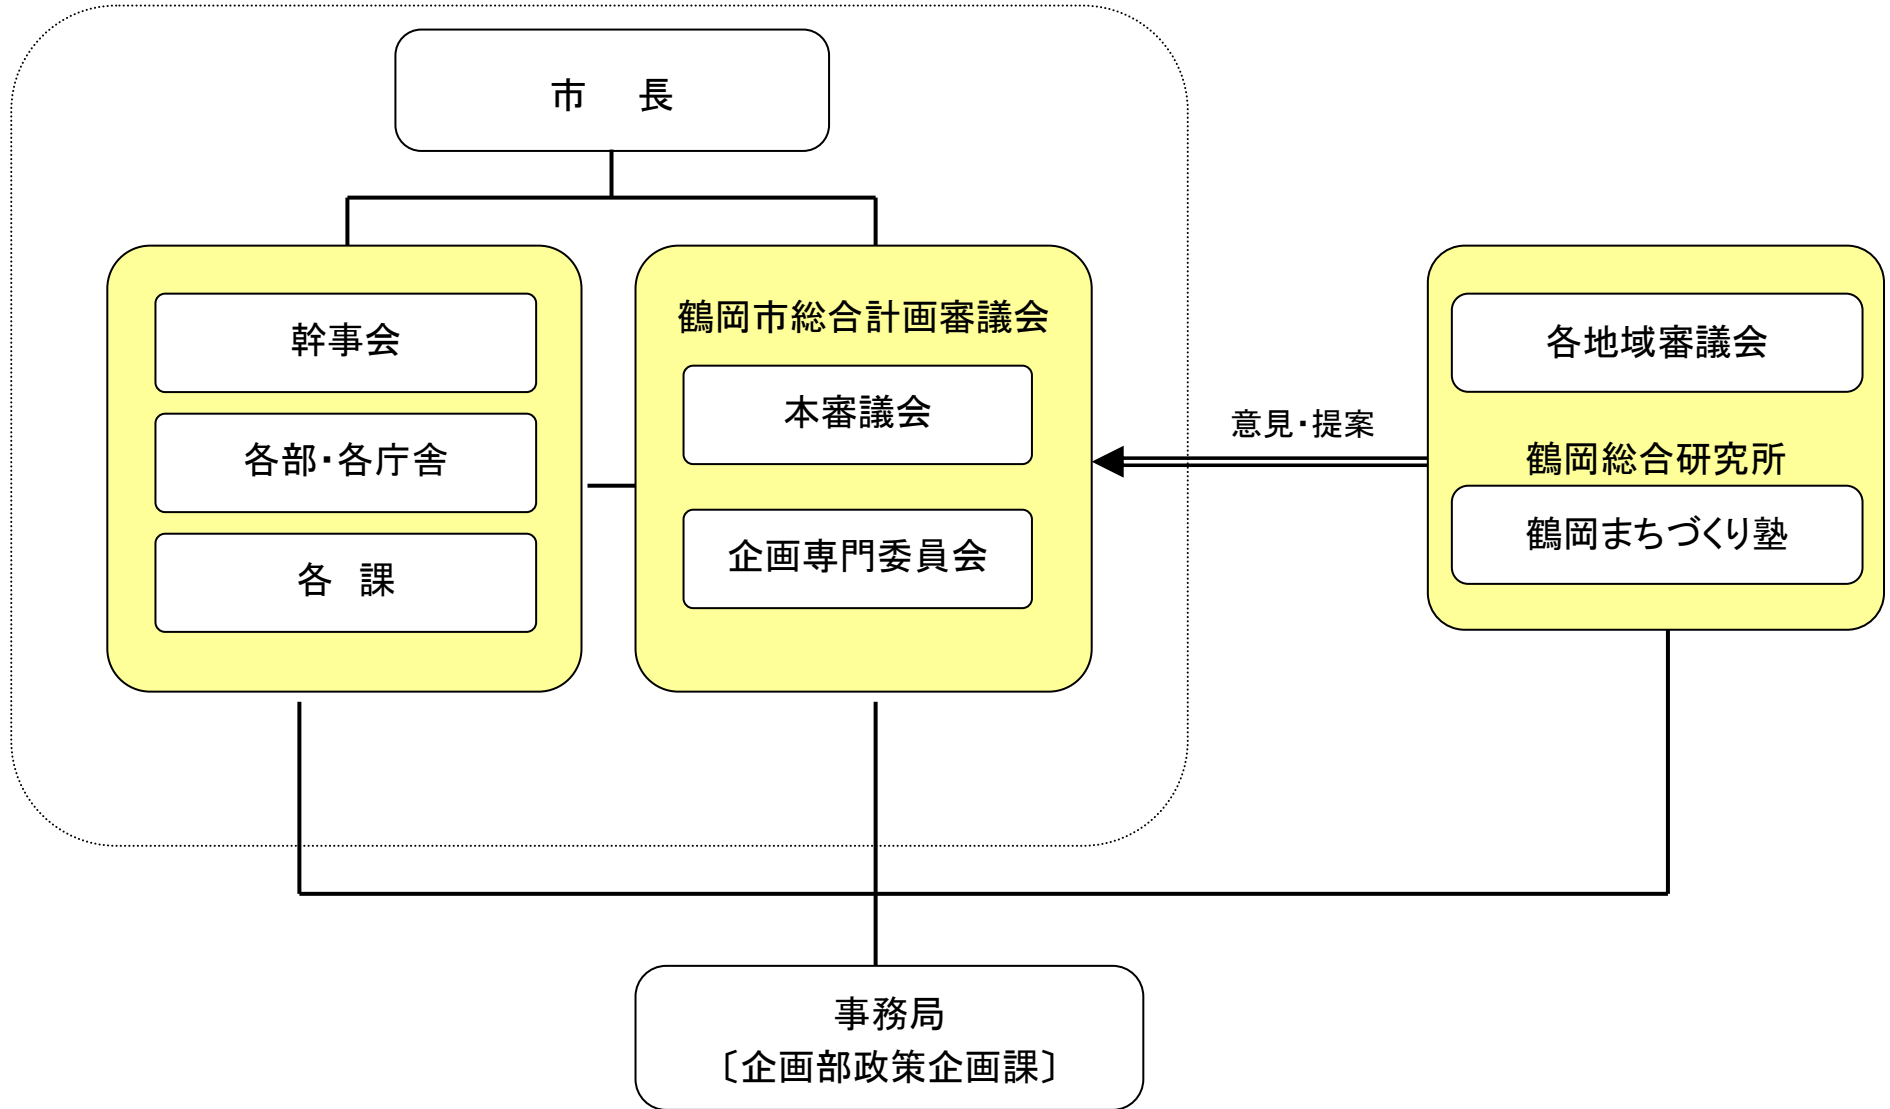 市　長
幹事会
各部・各庁舎
各　課
鶴岡市総合計画審議会
本審議会
企画専門委員会
意見・提案
各地域審議会
鶴岡総合研究所
鶴岡まちづくり塾
事務局
〔企画部政策企画課〕